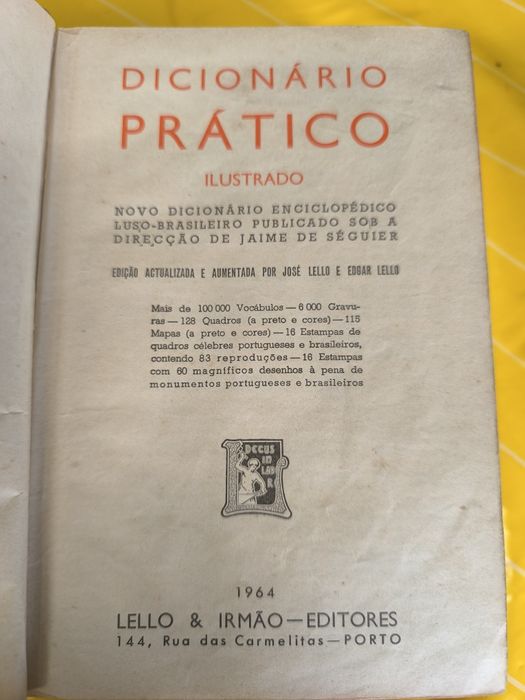 DICIONÁRIO
PRÁTICO
ILUSTRADO
NOVO DICIONÁRIO ENCICLOPÉDICO
LUSO-BRASILEIRO PUBLICADO SOB A
DIRECÇÃO DE JAIME DE SÉGUIER
EDIÇÃO ACTUALIZADA E AUMENTADA POR JOSÉ LELLO E EDGAR LELLO
Mais de 100 000 Vocábulos — 6 000 Gravu-
ras — 128 Quadros (a preto e cores) — 115
Mapas (a preto e cores) — 16 Estampas de
quadros célebres portugueses e brasileiros,
contendo 83 reproduções — 16 Estampas
com 60 magníficos desenhos à pena de
monumentos portugueses e brasileiros
DECUS
IN
LAB
R
L
1964
LELLO & IRMÃO — EDITORES
144, Rua das Carmelitas — PORTO